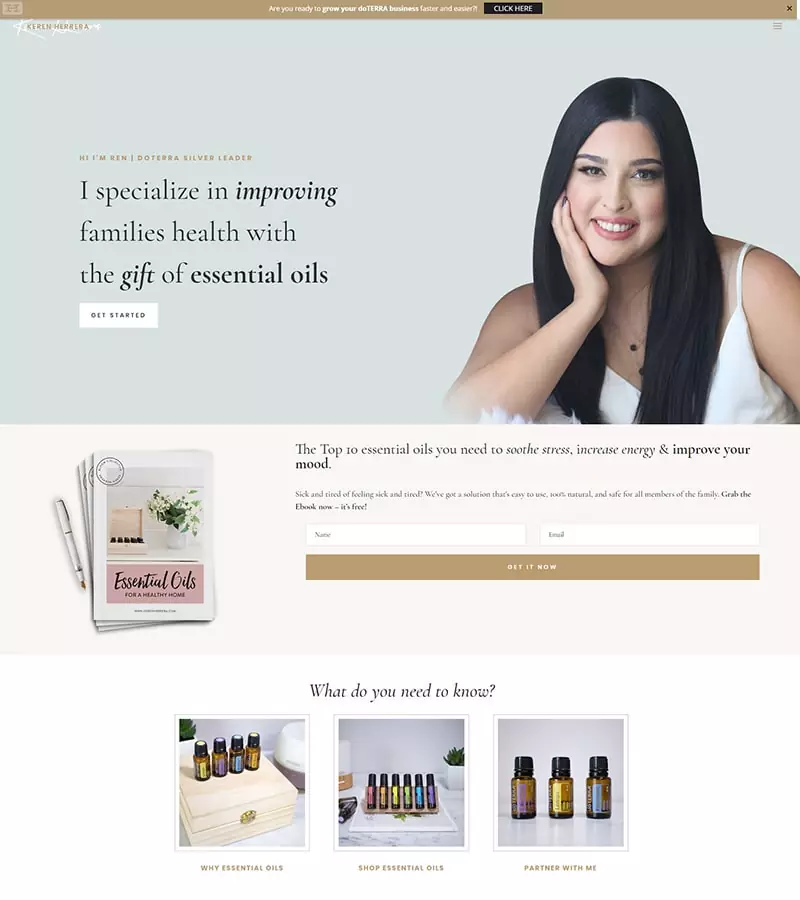 Are you ready to grow your doTERRA business faster and easier?! CLICK HERE ×
KEREN HERRERA
HI I'M REN | DOTERRA SILVER LEADER
I specialize in improving
families health with
the gift of essential oils
GET STARTED
The Top 10 essential oils you need to soothe stress, increase energy & improve your
mood.
Sick and tired of feeling sick and tired? We've got a solution that's easy to use, 100% natural, and safe for all members of the family. Grab the
Ebook now – it's free!
Name Email
GET IT NOW
Essential Oils
FOR A HEALTHY HOME
What do you need to know?
WHY ESSENTIAL OILS SHOP ESSENTIAL OILS PARTNER WITH ME